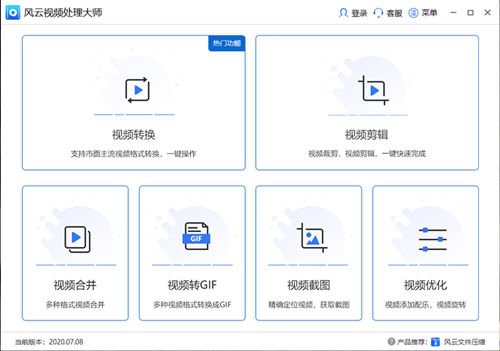 风云视频处理大师
登录
客服
菜单
热门功能
视频转换
支持市面主流视频格式转换，一键操作
视频剪辑
视频裁剪，视频剪辑，一键快速完成
视频合并
多种格式视频合并
GIF
视频转GIF
多种视频格式转换成GIF
视频截图
精确定位视频，获取截图
视频优化
视频添加配乐，视频旋转
当前版本：2020.07.08
产品推荐：
风云文件压缩